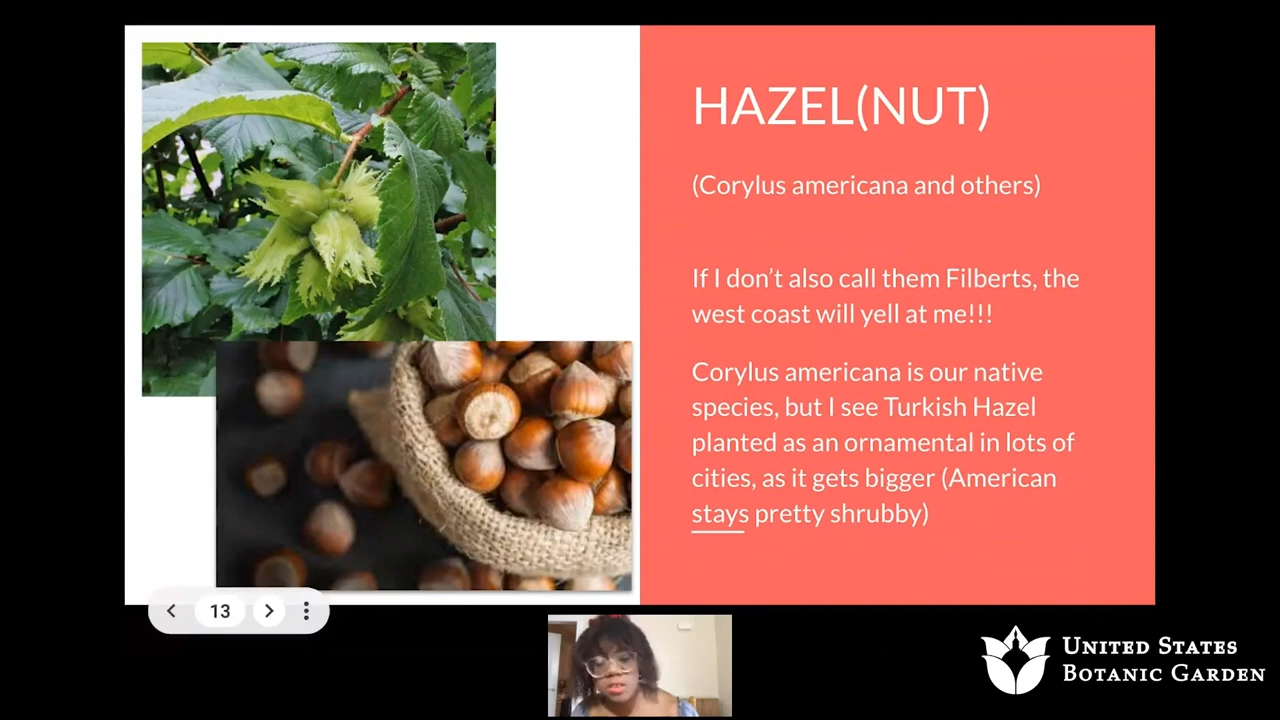 HAZEL(NUT)
(Corylus americana and others)
If I don’t also call them Filberts, the
west coast will yell at me!!!
Corylus americana is our native
species, but I see Turkish Hazel
planted as an ornamental in lots of
cities, as it gets bigger (American
stays pretty shrubby)
13
UNITED STATES
BOTANIC GARDEN